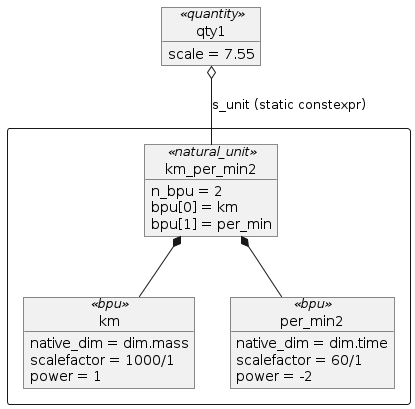 «quantity»
qty1
scale = 7.55
s_unit (static constexpr)
«natural_unit»
km_per_min2
n_bpu = 2
bpu[0] = km
bpu[1] = per_min
«bpu»
km
native_dim = dim.mass
scalefactor = 1000/1
power = 1
«bpu»
per_min2
native_dim = dim.time
scalefactor = 60/1
power = -2